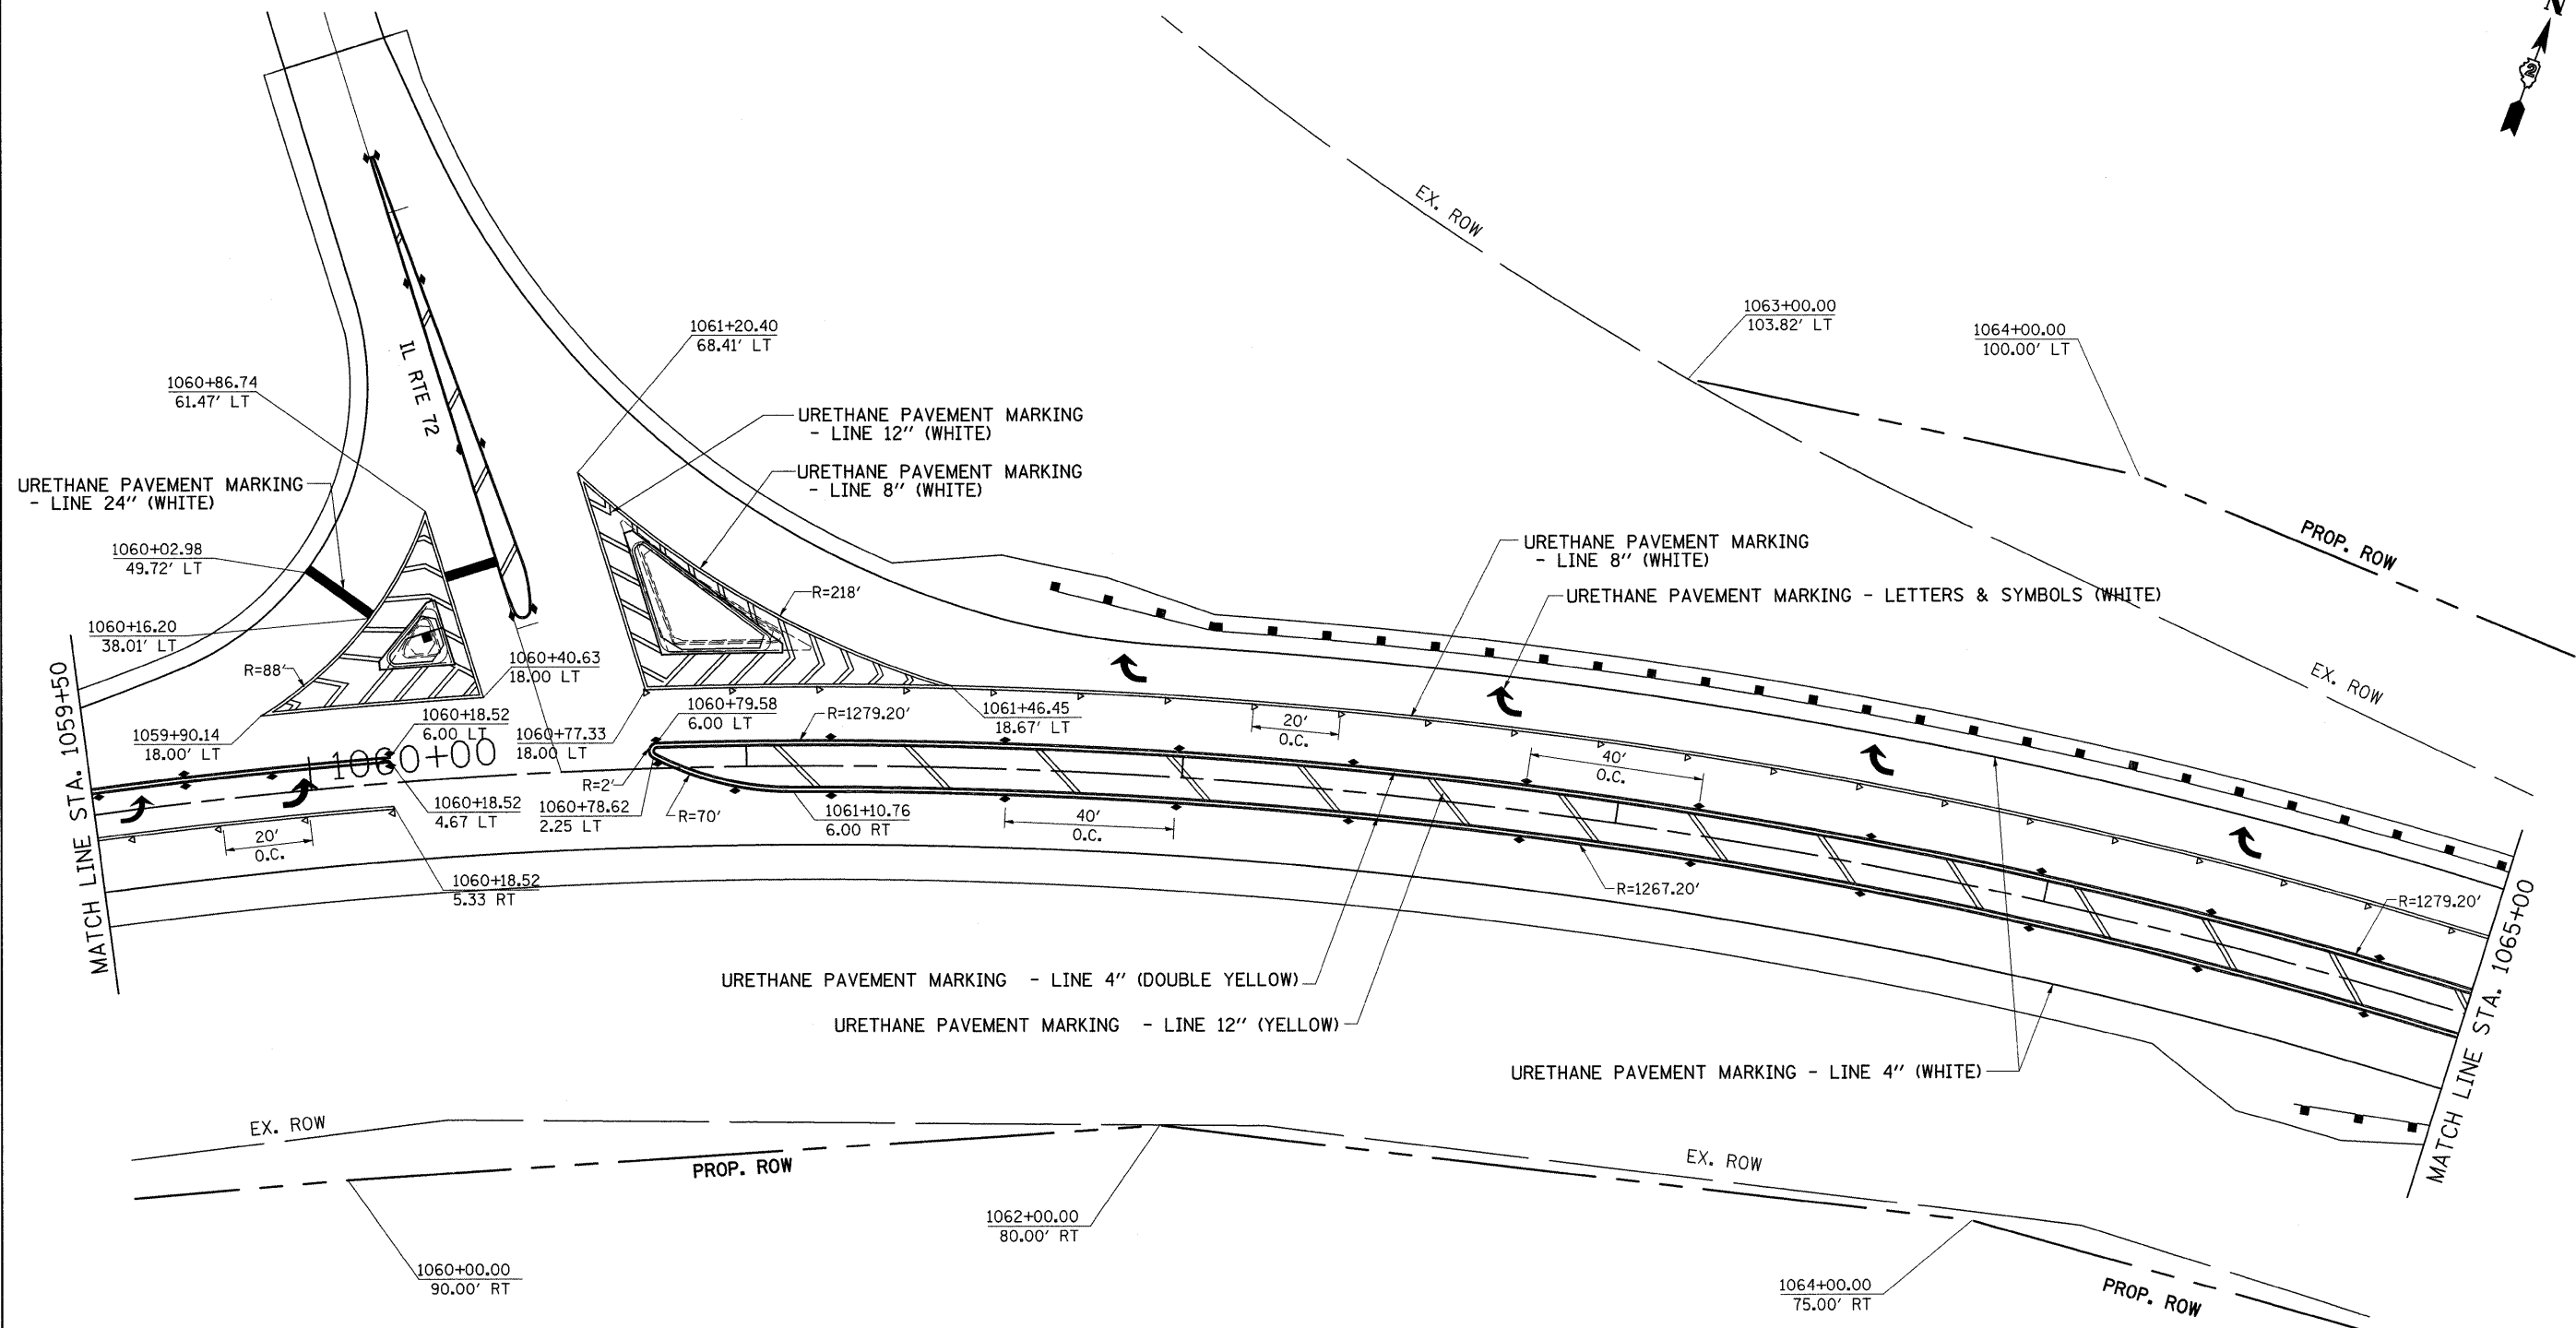 N
2
EX. ROW
1063+00.00
103.82' LT
1064+00.00
100.00' LT
PROP. ROW
EX. ROW
1061+20.40
68.41' LT
IL RTE 72
1060+86.74
61.47' LT
URETHANE PAVEMENT MARKING
- LINE 12" (WHITE)
URETHANE PAVEMENT MARKING
- LINE 8" (WHITE)
URETHANE PAVEMENT MARKING
- LINE 24" (WHITE)
1060+02.98
49.72' LT
URETHANE PAVEMENT MARKING
- LINE 8" (WHITE)
URETHANE PAVEMENT MARKING - LETTERS & SYMBOLS (WHITE)
R=218'
1060+16.20
38.01' LT
R=88'
1060+40.63
18.00 LT
MATCH LINE STA. 1059+50
1059+90.14
18.00' LT
1060+18.52
6.00 LT
1060+00
1060+77.33
18.00 LT
1060+79.58
6.00 LT
R=1279.20'
1061+46.45
18.67' LT
20'
O.C.
40'
O.C.
R=2'
1060+18.52
4.67 LT
1060+78.62
2.25 LT
R=70'
1061+10.76
6.00 RT
40'
O.C.
20'
O.C.
1060+18.52
5.33 RT
R=1267.20'
R=1279.20'
MATCH LINE STA. 1065+00
URETHANE PAVEMENT MARKING - LINE 4" (DOUBLE YELLOW)
URETHANE PAVEMENT MARKING - LINE 12" (YELLOW)
URETHANE PAVEMENT MARKING - LINE 4" (WHITE)
EX. ROW
PROP. ROW
EX. ROW
1062+00.00
80.00' RT
1060+00.00
90.00' RT
1064+00.00
75.00' RT
PROP. ROW